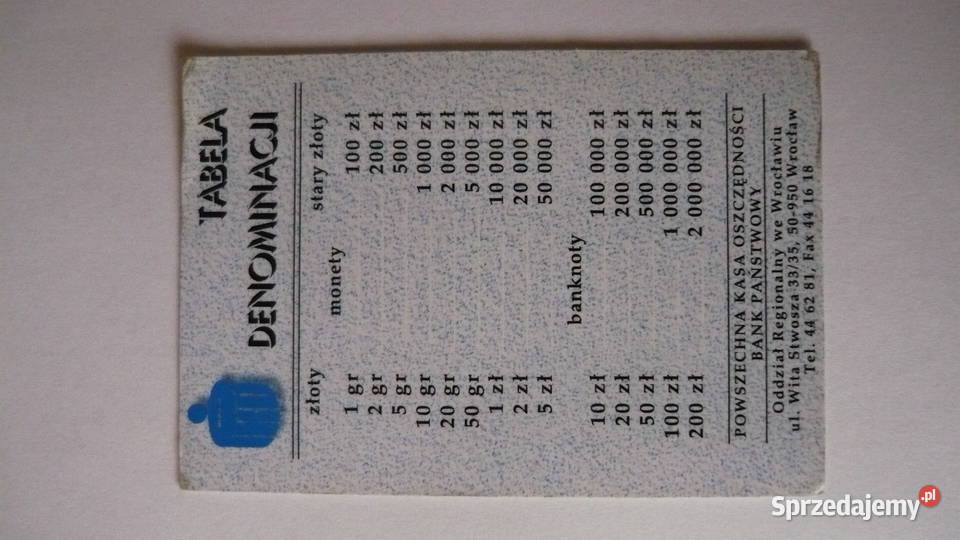 TABELA
DENOMINACJI
złoty stary złoty
monety
1 gr 100 zł
2 gr 200 zł
5 gr 500 zł
10 gr 1 000 zł
20 gr 2 000 zł
50 gr 5 000 zł
1 zł 10 000 zł
2 zł 20 000 zł
5 zł 50 000 zł
banknoty
10 zł 100 000 zł
20 zł 200 000 zł
50 zł 500 000 zł
100 zł 1 000 000 zł
200 zł 2 000 000 zł
POWSZECHNA KASA OSZCZĘDNOŚCI
BANK PAŃSTWOWY
Oddział Regionalny we Wrocławiu
ul. Wita Stwosza 33/35, 50-950 Wrocław
Tel. 44 62 81, Fax 44 16 18
Sprzedajemy.pl